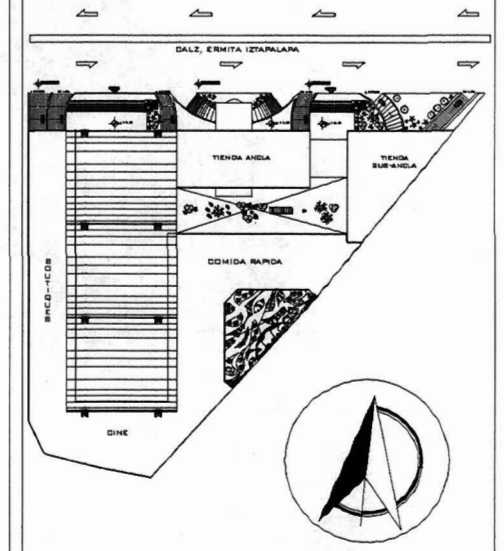 CALZ, ERMITA IZTAPALAPA
TIENDA ANCLA
TIENDA
SUB-ANCLA
COMIDA RAPIDA
BOUTIQUES
CINE